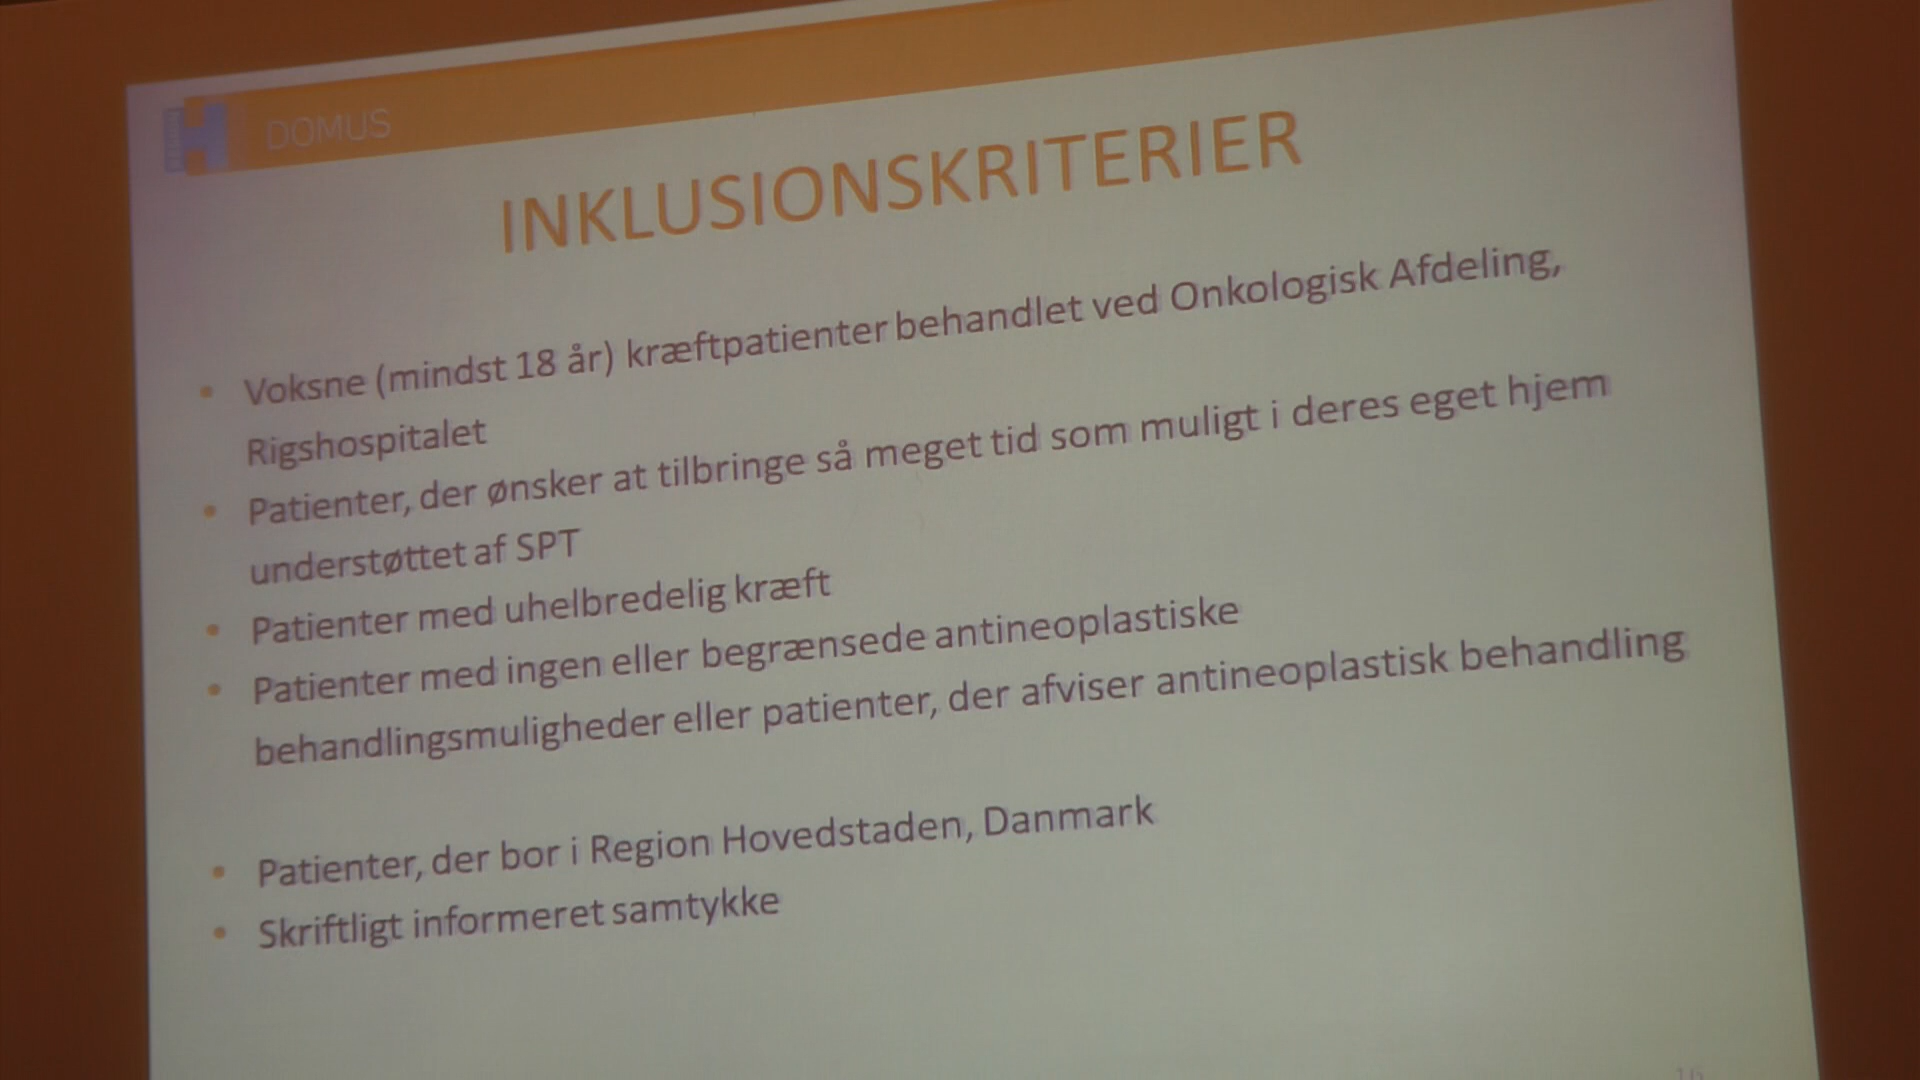 DOMUS
INKLUSIONSKRITERIER
• Voksne (mindst 18 år) kræftpatienter behandlet ved Onkologisk Afdeling,
Rigshospitalet
• Patienter, der ønsker at tilbringe så meget tid som muligt i deres eget hjem
understøttet af SPT
• Patienter med uhelbredelig kræft
• Patienter med ingen eller begrænsede antineoplastiske
behandlingsmuligheder eller patienter, der afviser antineoplastisk behandling
• Patienter, der bor i Region Hovedstaden, Danmark
• Skriftligt informeret samtykke
16